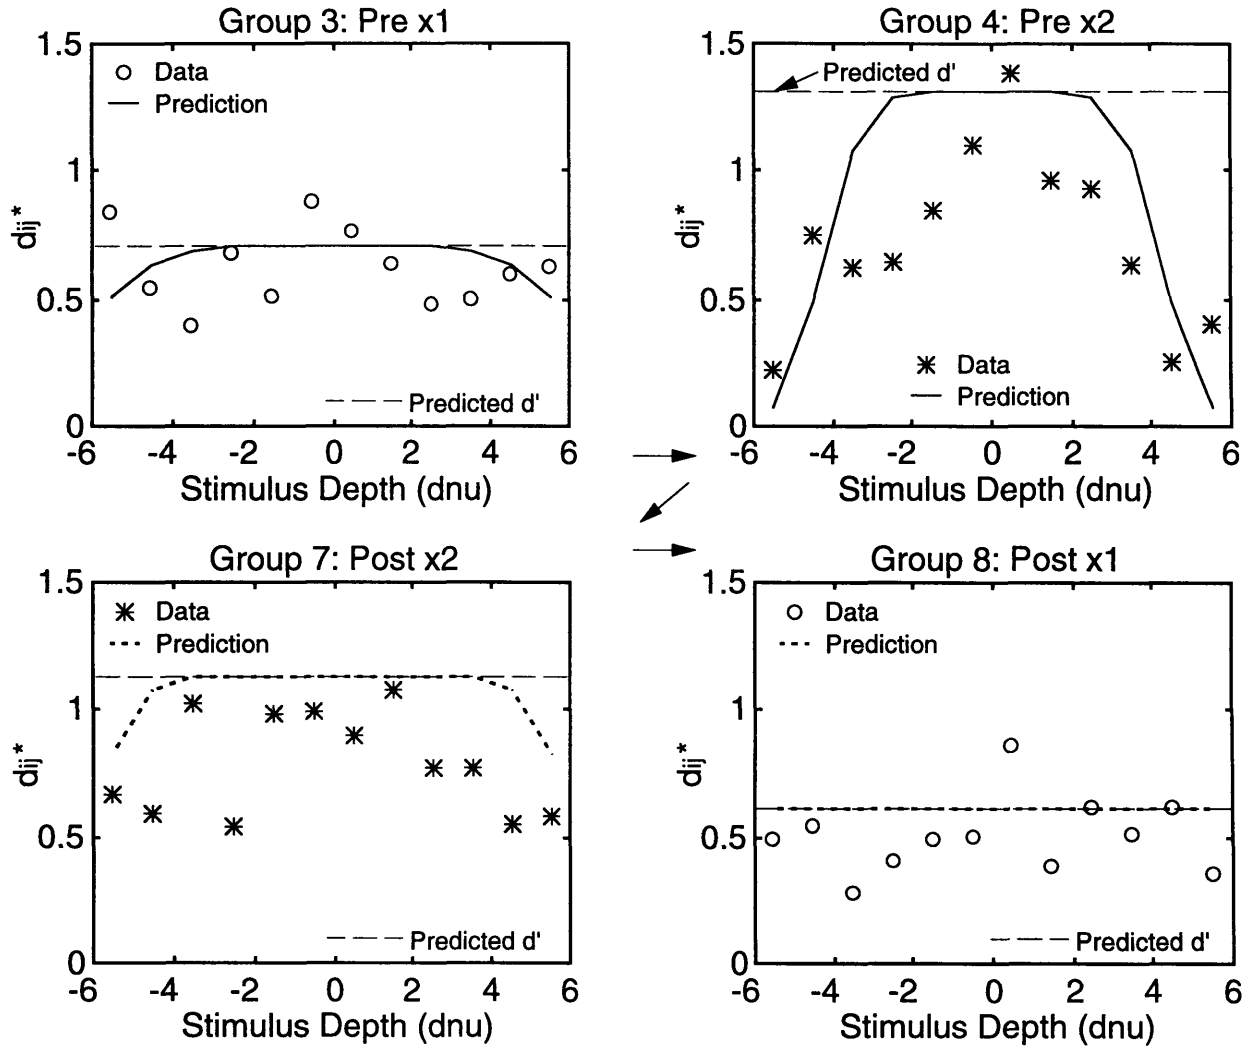 Group 3: Pre x1
1.5
1
0.5
0
dij*
Data
Prediction
Predicted d'
-6 -4 -2 0 2 4 6
Stimulus Depth (dnu)
Group 4: Pre x2
1.5
1
0.5
0
dij*
Predicted d'
Data
Prediction
-6 -4 -2 0 2 4 6
Stimulus Depth (dnu)
Group 7: Post x2
1.5
1
0.5
0
dij*
Data
Prediction
Predicted d'
-6 -4 -2 0 2 4 6
Stimulus Depth (dnu)
Group 8: Post x1
1.5
1
0.5
0
dij*
Data
Prediction
Predicted d'
-6 -4 -2 0 2 4 6
Stimulus Depth (dnu)